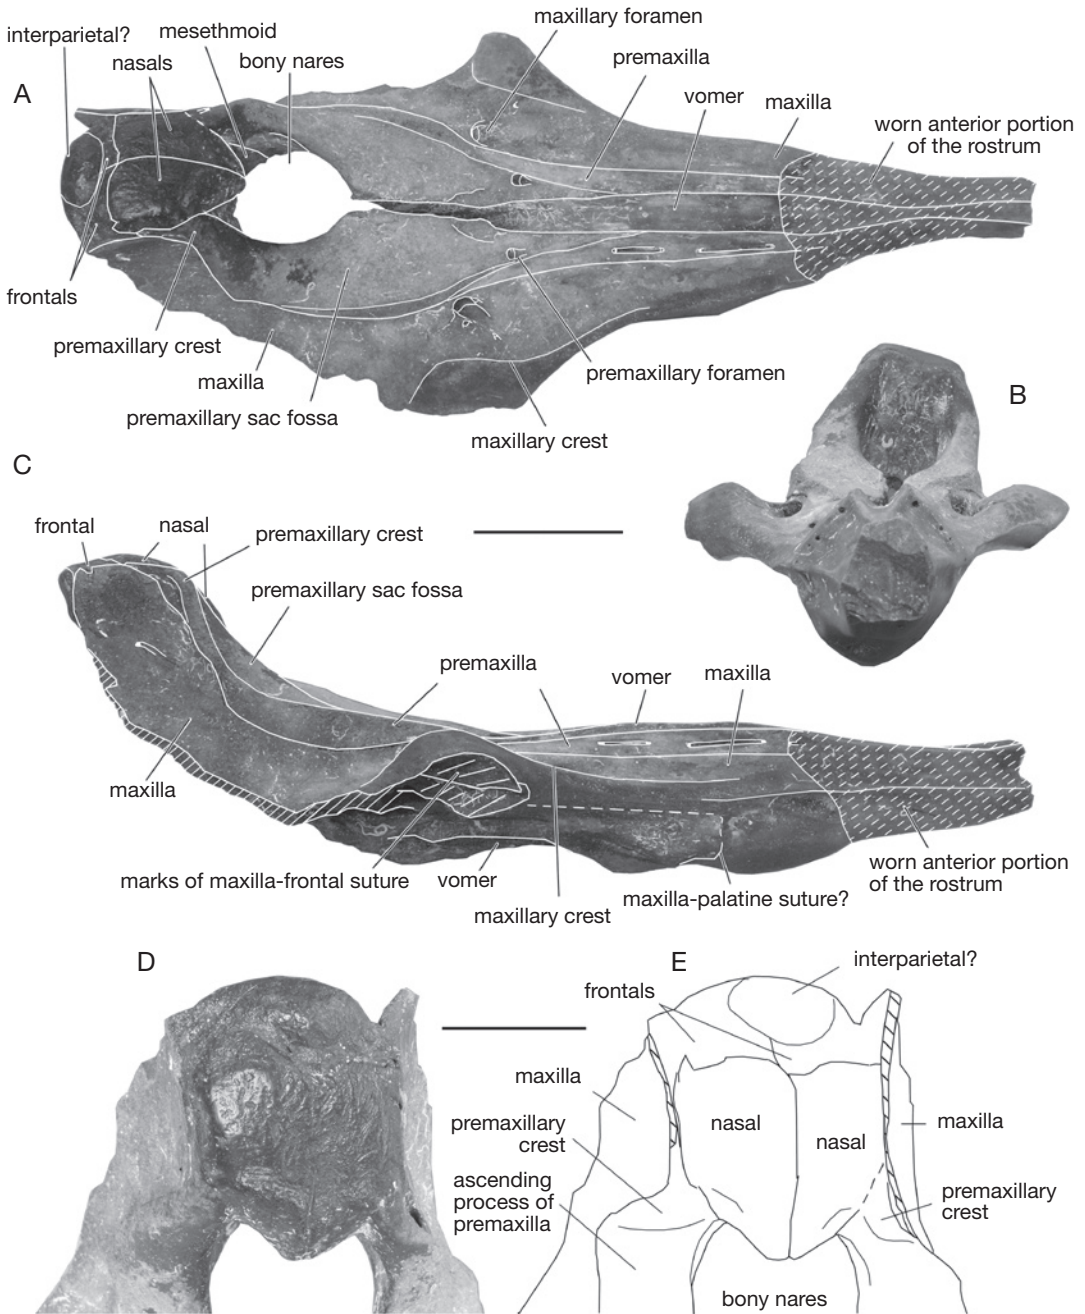 A
interparietal?
mesethmoid
nasals
bony nares
maxillary foramen
premaxilla
vomer
maxilla
worn anterior portion
of the rostrum
frontals
premaxillary crest
maxilla
premaxillary sac fossa
maxillary crest
premaxillary foramen
B
C
frontal
nasal
premaxillary crest
premaxillary sac fossa
premaxilla
vomer
maxilla
maxilla
marks of maxilla-frontal suture
vomer
maxillary crest
maxilla-palatine suture?
worn anterior portion
of the rostrum
D
E
interparietal?
frontals
maxilla
premaxillary
crest
ascending
process of
premaxilla
nasal
nasal
maxilla
premaxillary
crest
bony nares